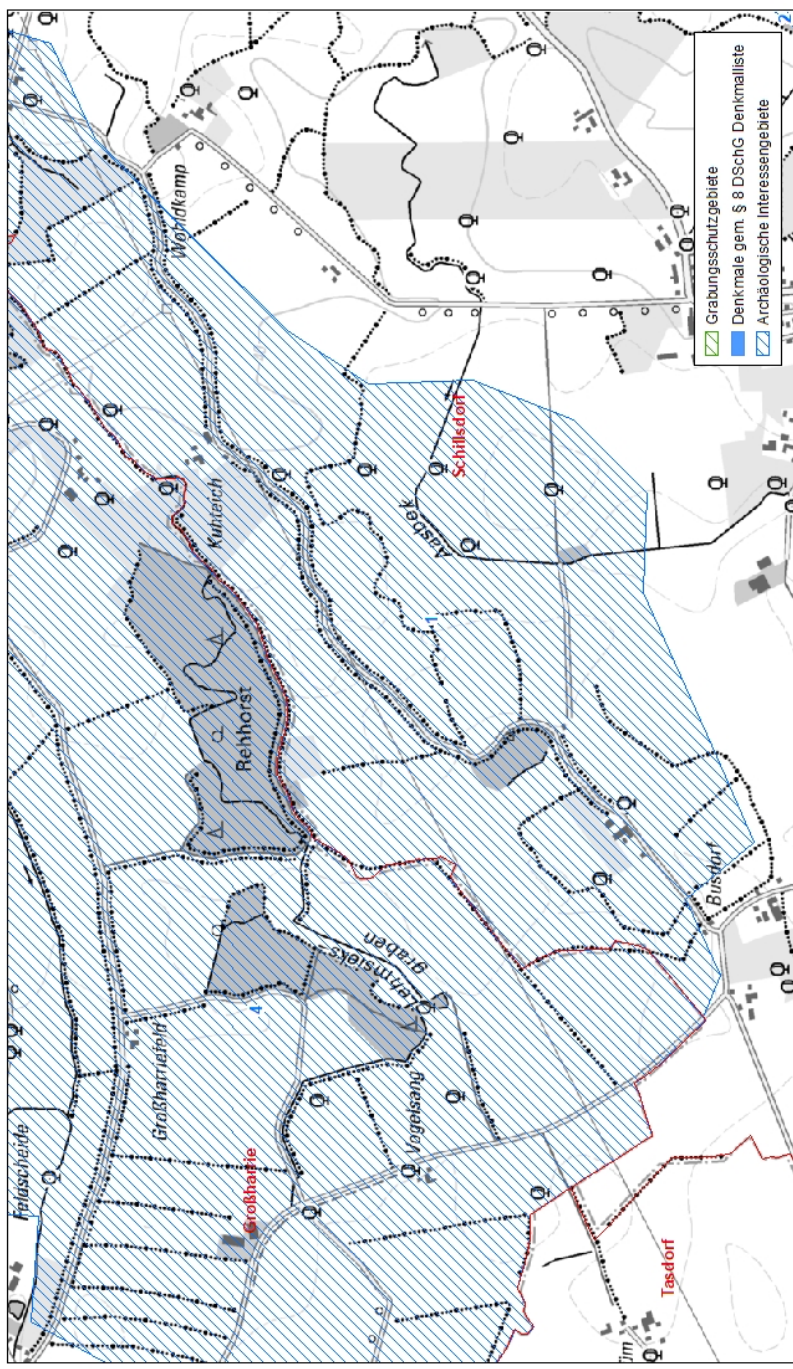 Feldscheide
Großharriefeld
Großharrie
4
Vogelsang
Lehmsieks
graben
Rehhorst
Kuhteich
Wohldkamp
Aasbek
Schillsdorf
1
Busdorf
Tasdorf
2
Grabungsschutzgebiete
Denkmale gem. § 8 DSchG Denkmalliste
Archäologische Interessengebiete